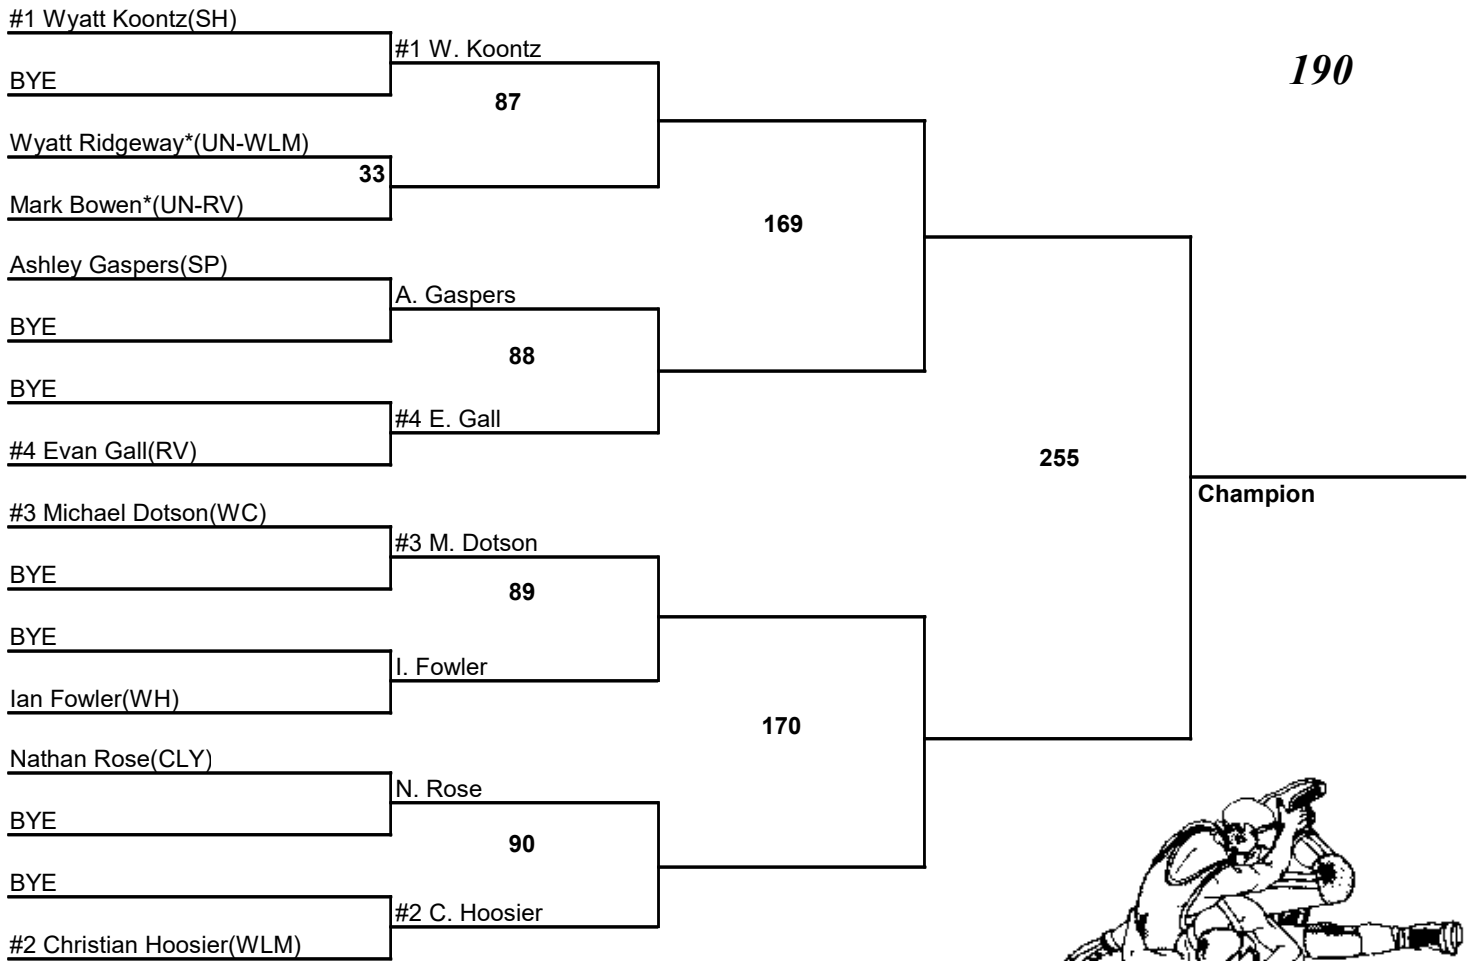 #1 Wyatt Koontz(SH)
#1 W. Koontz
190
BYE
87
Wyatt Ridgeway*(UN-WLM)
33
Mark Bowen*(UN-RV)
169
Ashley Gaspers(SP)
A. Gaspers
BYE
88
BYE
#4 E. Gall
#4 Evan Gall(RV)
255
Champion
#3 Michael Dotson(WC)
#3 M. Dotson
BYE
89
BYE
I. Fowler
Ian Fowler(WH)
170
Nathan Rose(CLY)
N. Rose
BYE
90
BYE
#2 C. Hoosier
#2 Christian Hoosier(WLM)